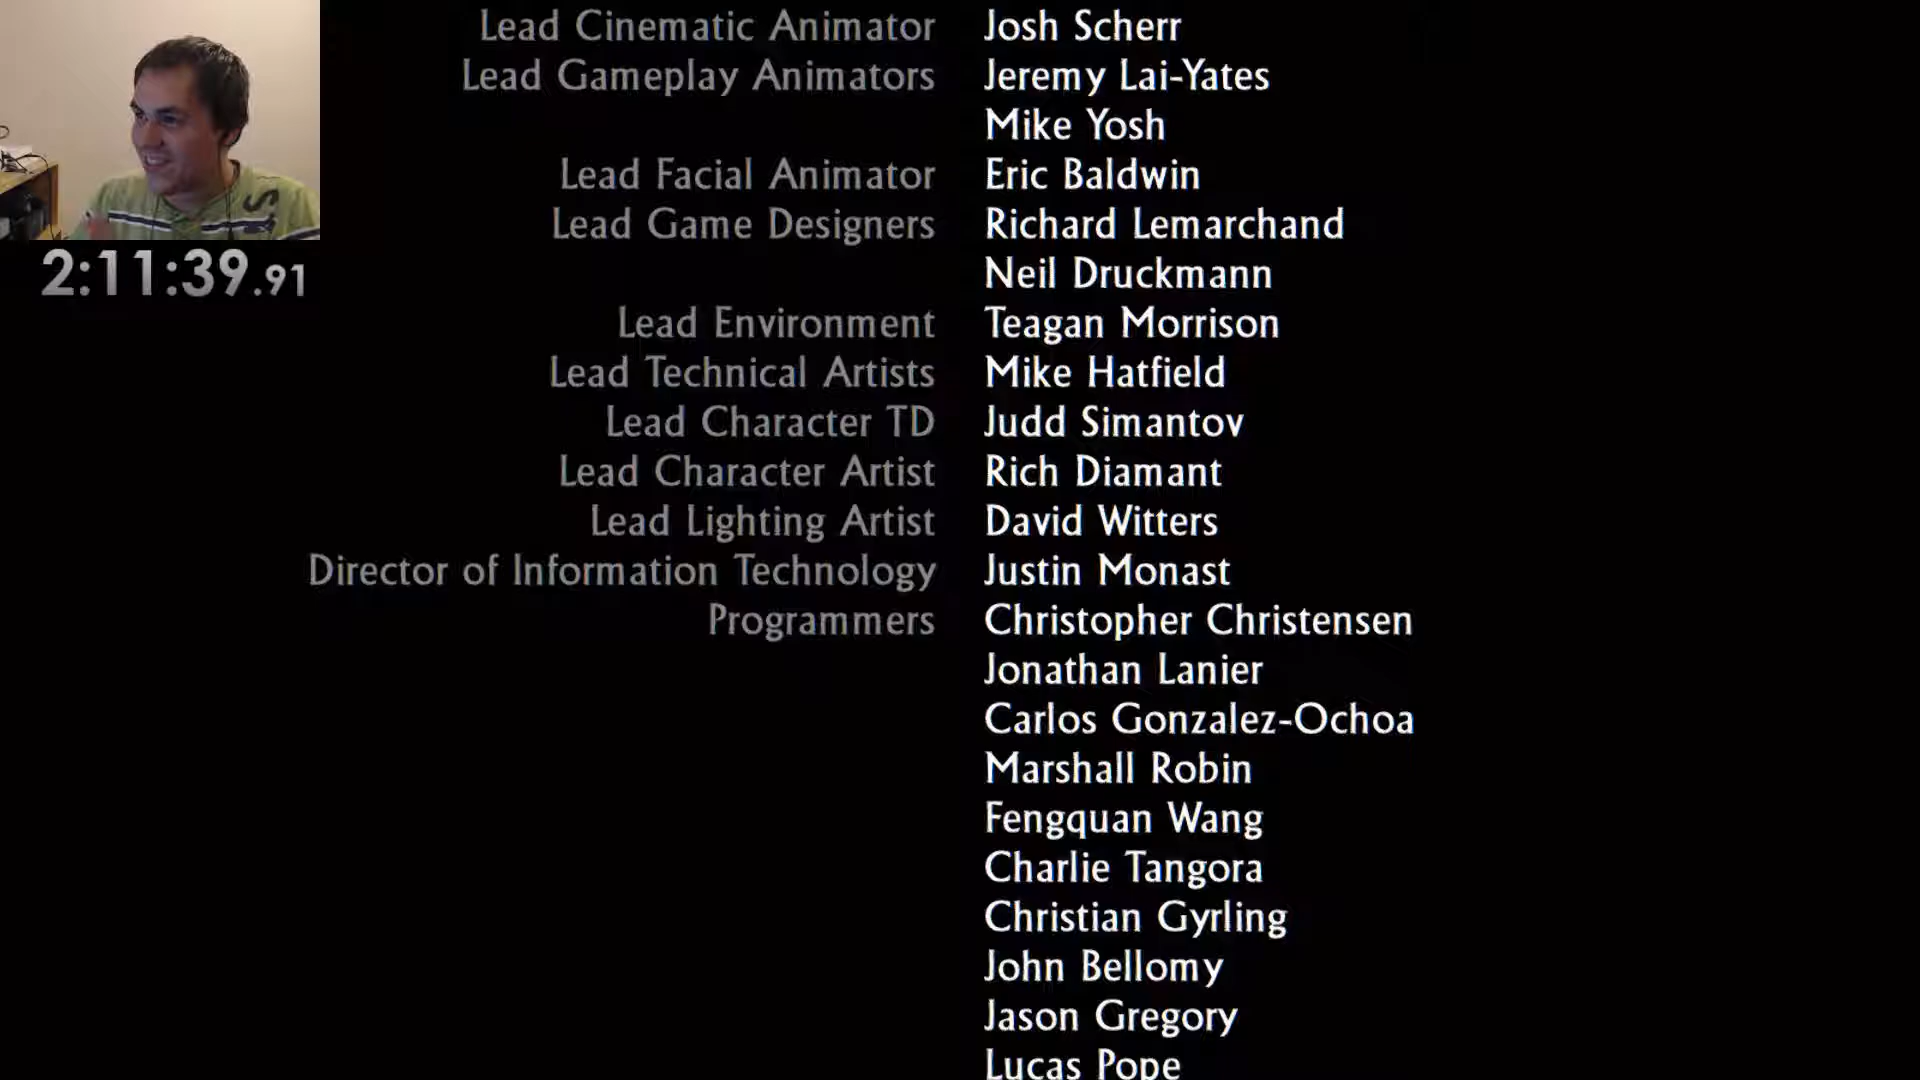 Lead Cinematic Animator Josh Scherr
Lead Gameplay Animators Jeremy Lai-Yates
Mike Yosh
Lead Facial Animator Eric Baldwin
Lead Game Designers Richard Lemarchand
2:11:39.91
Neil Druckmann
Lead Environment Teagan Morrison
Lead Technical Artists Mike Hatfield
Lead Character TD Judd Simantov
Lead Character Artist Rich Diamant
Lead Lighting Artist David Witters
Director of Information Technology Justin Monast
Programmers Christopher Christensen
Jonathan Lanier
Carlos Gonzalez-Ochoa
Marshall Robin
Fengquan Wang
Charlie Tangora
Christian Gyrling
John Bellomy
Jason Gregory
Lucas Pope